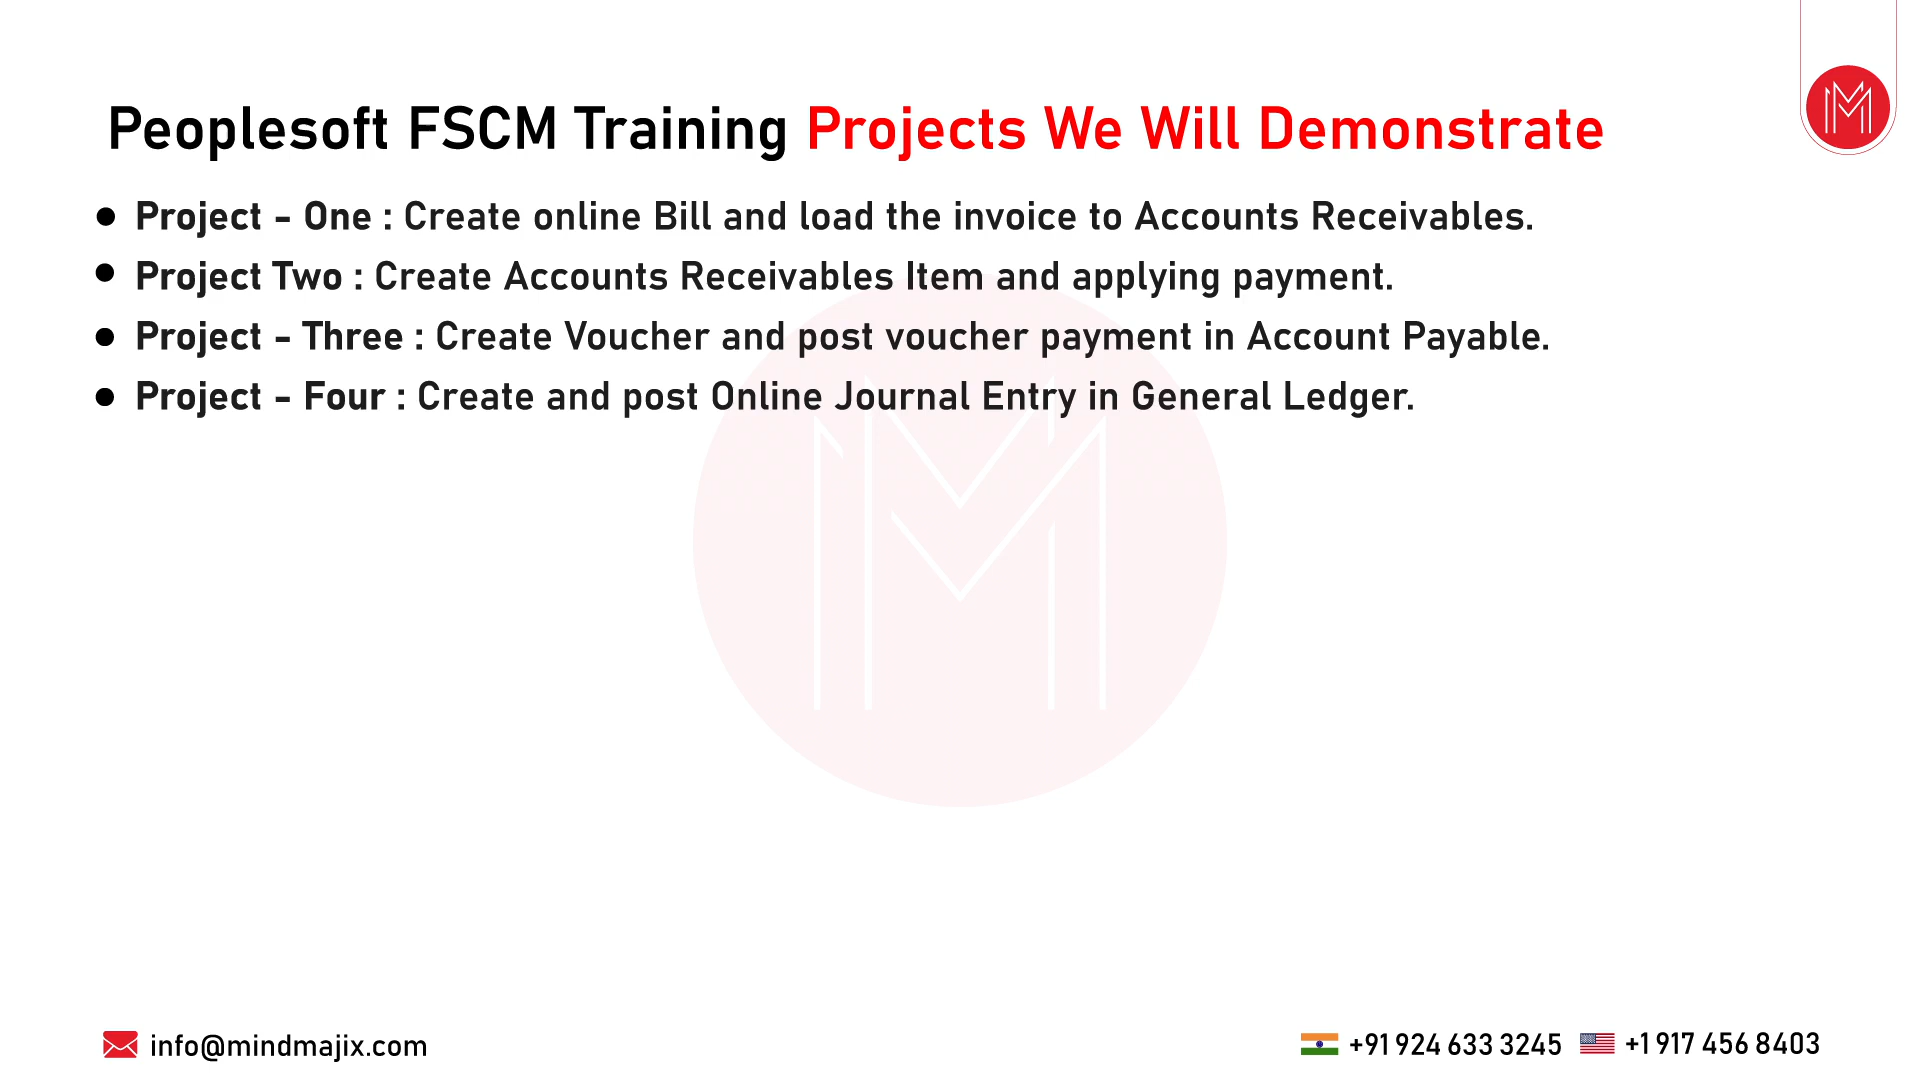 Peoplesoft FSCM Training Projects We Will Demonstrate
● Project - One : Create online Bill and load the invoice to Accounts Receivables.
● Project Two : Create Accounts Receivables Item and applying payment.
● Project - Three : Create Voucher and post voucher payment in Account Payable.
● Project - Four : Create and post Online Journal Entry in General Ledger.
info@mindmajix.com
+91 924 633 3245
+1 917 456 8403